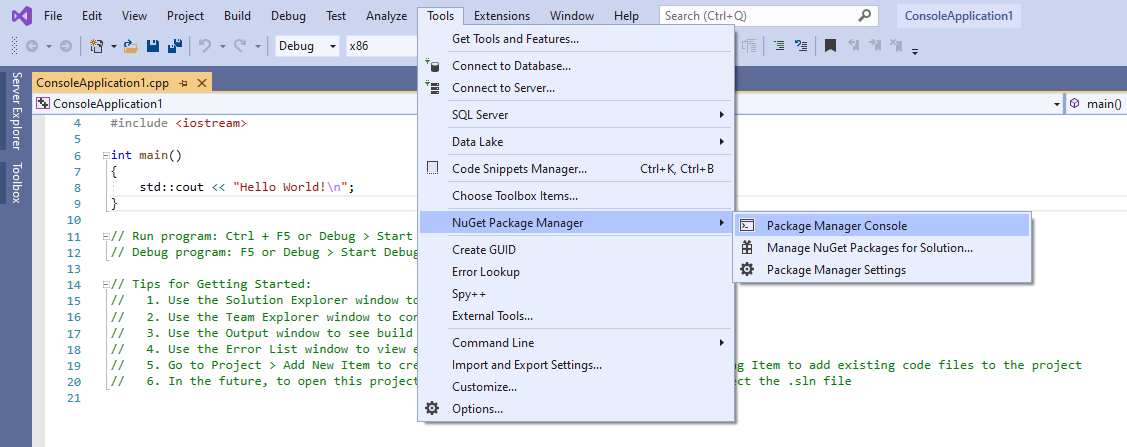 File Edit View Project Build Debug Test Analyze Tools Extensions Window Help Search (Ctrl+Q) ConsoleApplication1
Debug x86
Server Explorer
Toolbox
ConsoleApplication1.cpp
ConsoleApplication1 main()
4 #include <iostream>
5
6 int main()
7 {
8 std::cout << "Hello World!\n";
9 }
10
11 // Run program: Ctrl + F5 or Debug > Start
12 // Debug program: F5 or Debug > Start Debug
13
14 // Tips for Getting Started:
15 // 1. Use the Solution Explorer window to
16 // 2. Use the Team Explorer window to con
17 // 3. Use the Output window to see build
18 // 4. Use the Error List window to view e
19 // 5. Go to Project > Add New Item to cre ng Item to add existing code files to the project
20 // 6. In the future, to open this project ect the .sln file
21
Get Tools and Features...
Connect to Database...
Connect to Server...
SQL Server
Data Lake
Code Snippets Manager... Ctrl+K, Ctrl+B
Choose Toolbox Items...
NuGet Package Manager
Create GUID
Error Lookup
Spy++
External Tools...
Command Line
Import and Export Settings...
Customize...
Options...
Package Manager Console
Manage NuGet Packages for Solution...
Package Manager Settings